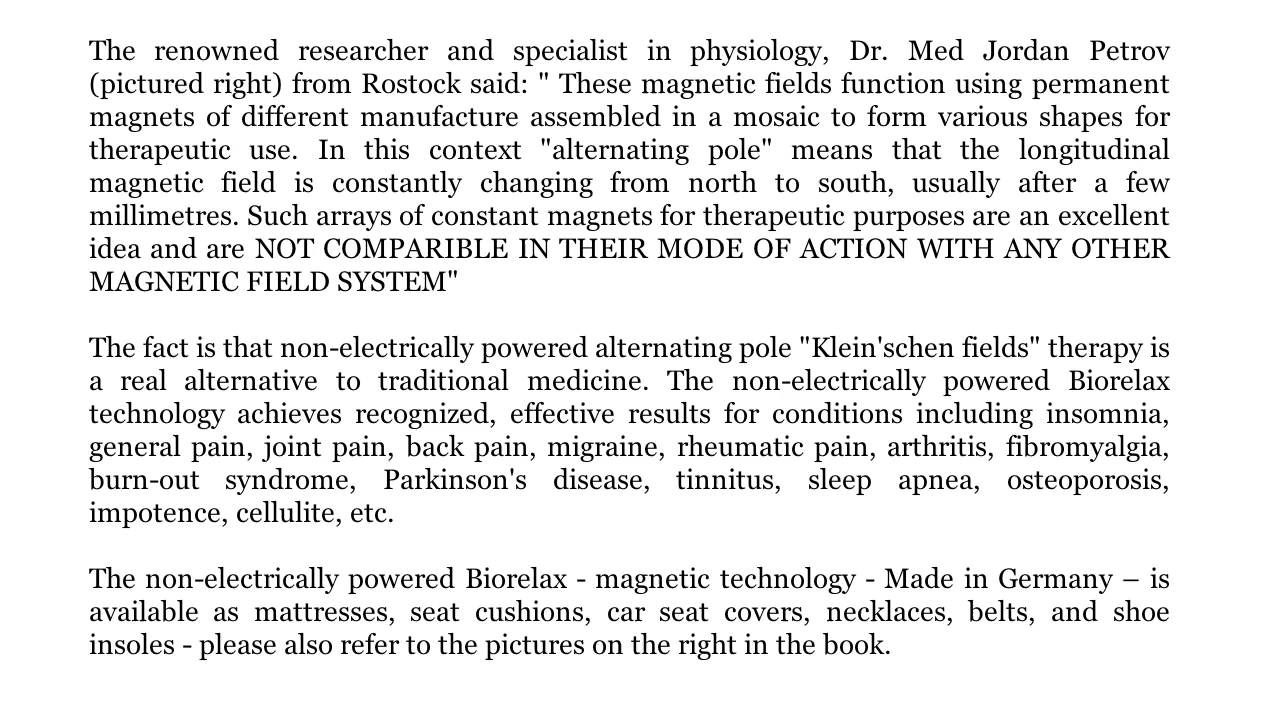 The renowned researcher and specialist in physiology, Dr. Med Jordan Petrov
(pictured right) from Rostock said: " These magnetic fields function using permanent
magnets of different manufacture assembled in a mosaic to form various shapes for
therapeutic use. In this context "alternating pole" means that the longitudinal
magnetic field is constantly changing from north to south, usually after a few
millimetres. Such arrays of constant magnets for therapeutic purposes are an excellent
idea and are NOT COMPARIBLE IN THEIR MODE OF ACTION WITH ANY OTHER
MAGNETIC FIELD SYSTEM"
The fact is that non-electrically powered alternating pole "Klein'schen fields" therapy is
a real alternative to traditional medicine. The non-electrically powered Biorelax
technology achieves recognized, effective results for conditions including insomnia,
general pain, joint pain, back pain, migraine, rheumatic pain, arthritis, fibromyalgia,
burn-out syndrome, Parkinson's disease, tinnitus, sleep apnea, osteoporosis,
impotence, cellulite, etc.
The non-electrically powered Biorelax - magnetic technology - Made in Germany – is
available as mattresses, seat cushions, car seat covers, necklaces, belts, and shoe
insoles - please also refer to the pictures on the right in the book.